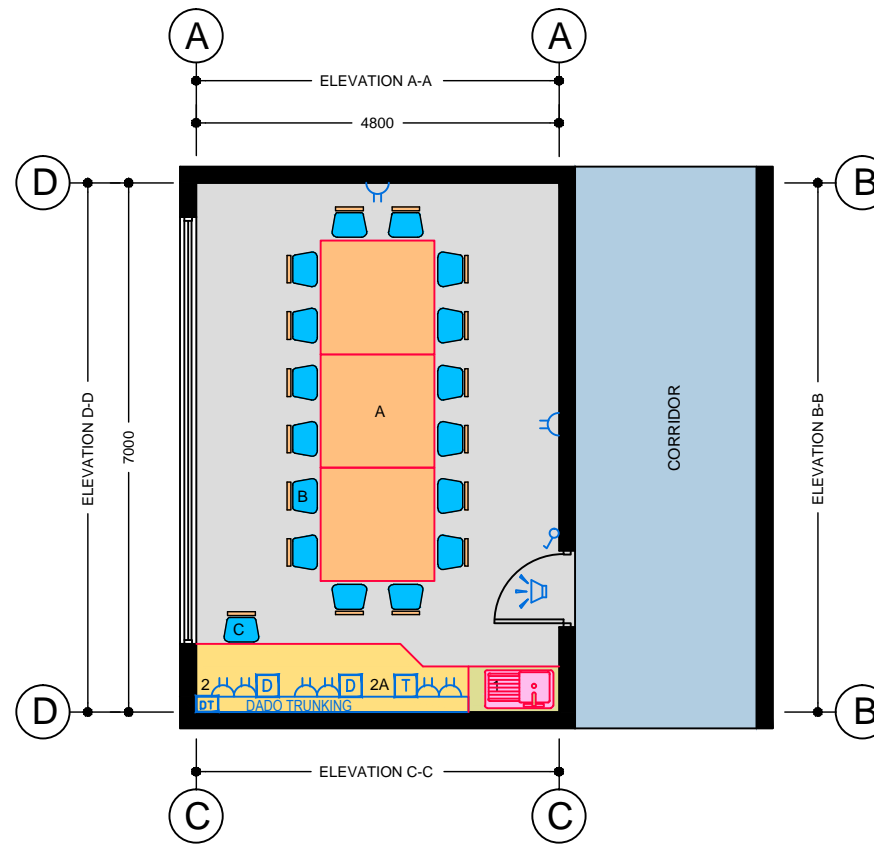 A
A
ELEVATION A-A
4800
D
B
A
ELEVATION D-D
7000
CORRIDOR
ELEVATION B-B
B
C
2
D
D
2A
T
1
DT
DADO TRUNKING
D
B
ELEVATION C-C
C
C